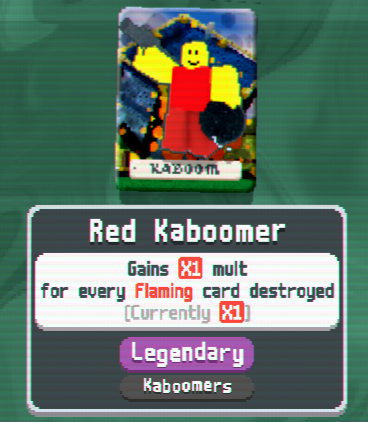 KABOOM
Red Kaboomer
Gains X1 mult
for every Flaming card destroyed
(Currently X1)
Legendary
Kaboomers